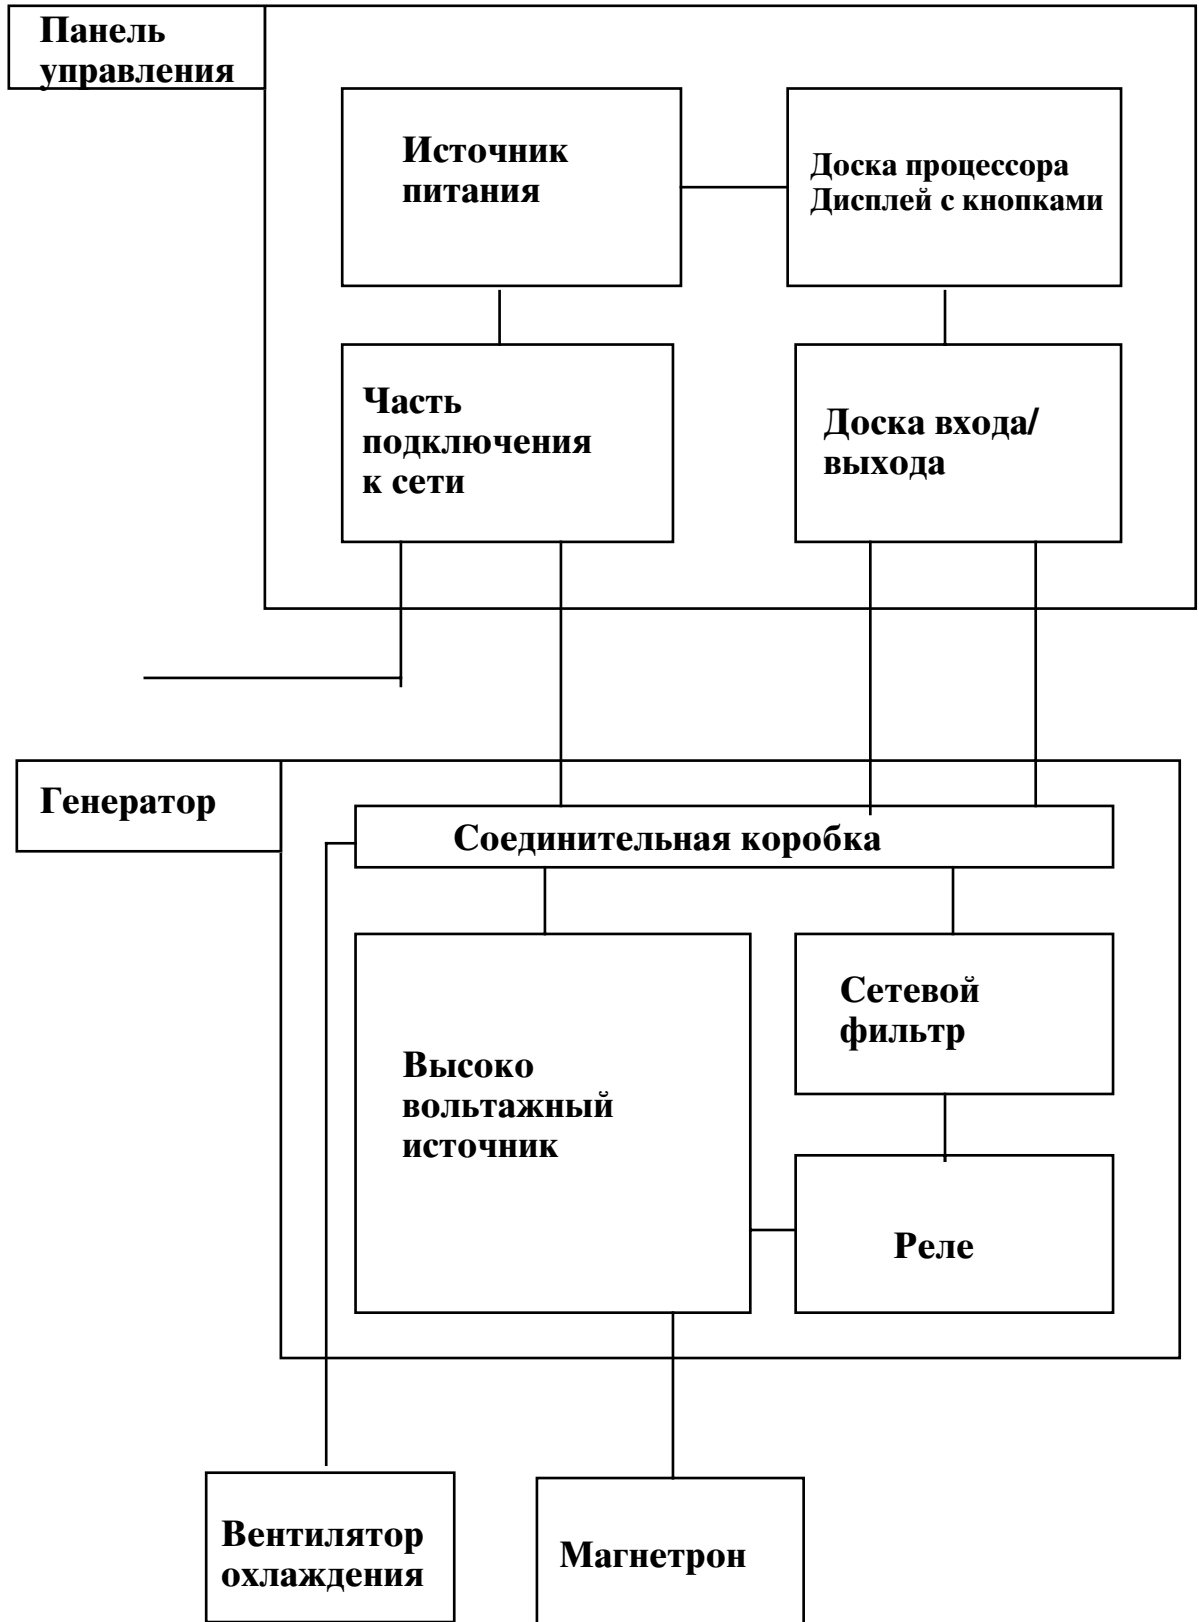 Панель
управления
Источник
питания
Доска процессора
Дисплей с кнопками
Часть
подключения
к сети
Доска входа/
выхода
Генератор
Соединительная коробка
Высоко
вольтажный
источник
Сетевой
фильтр
Реле
Вентилятор
охлаждения
Магнетрон